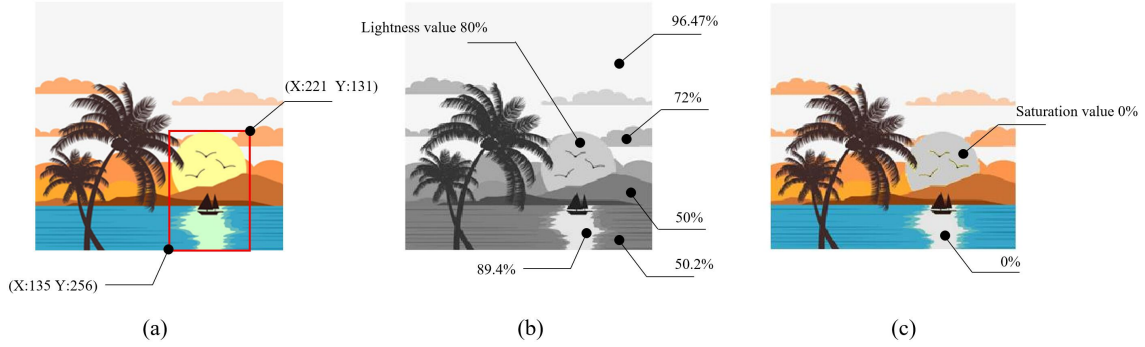 (X:221 Y:131)
(X:135 Y:256)
(a)
Lightness value 80%
96.47%
72%
50%
89.4%
50.2%
(b)
Saturation value 0%
0%
(c)